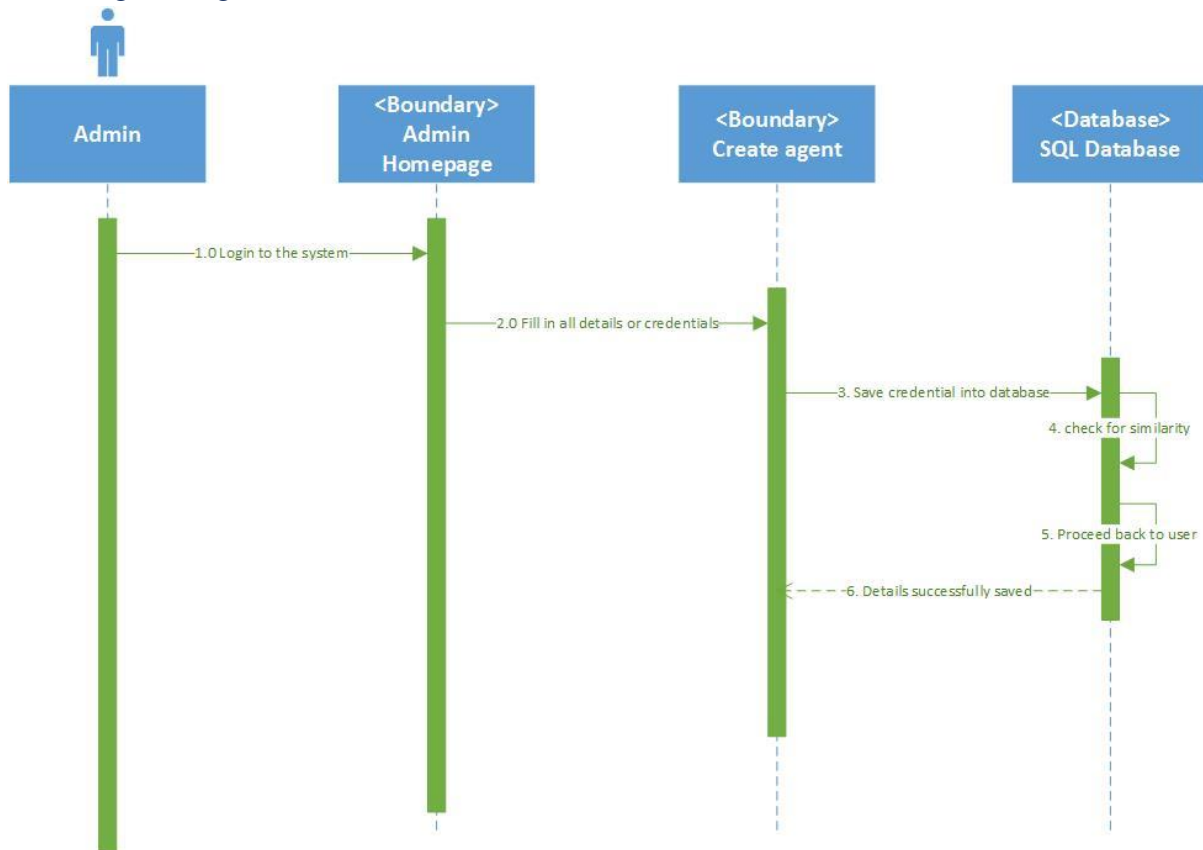 Admin
<Boundary>
Admin
Homepage
<Boundary>
Create agent
<Database>
SQL Database
1.0 Login to the system
2.0 Fill in all details or credentials
3. Save credential into database
4. check for similarity
5. Proceed back to user
6. Details successfully saved